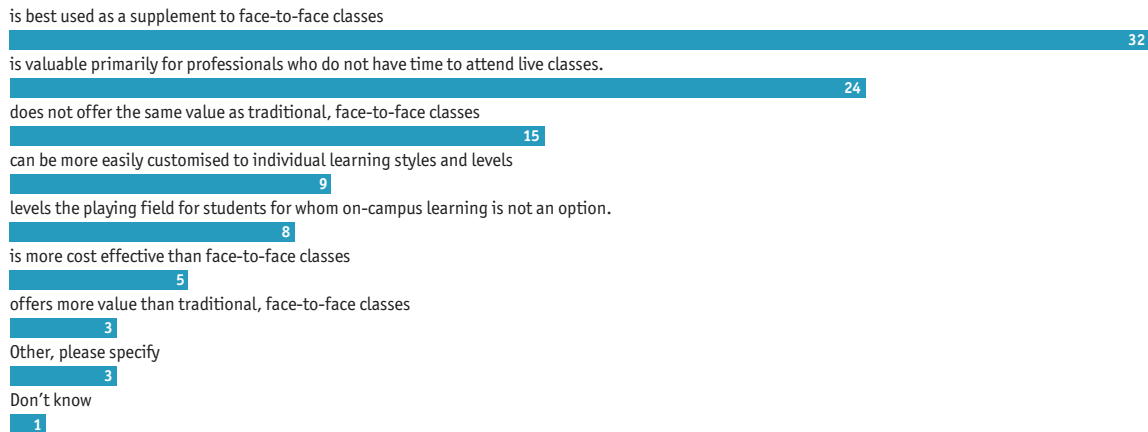 is best used as a supplement to face-to-face classes
32
is valuable primarily for professionals who do not have time to attend live classes.
24
does not offer the same value as traditional, face-to-face classes
15
can be more easily customised to individual learning styles and levels
9
levels the playing field for students for whom on-campus learning is not an option.
8
is more cost effective than face-to-face classes
5
offers more value than traditional, face-to-face classes
3
Other, please specify
3
Don’t know
1